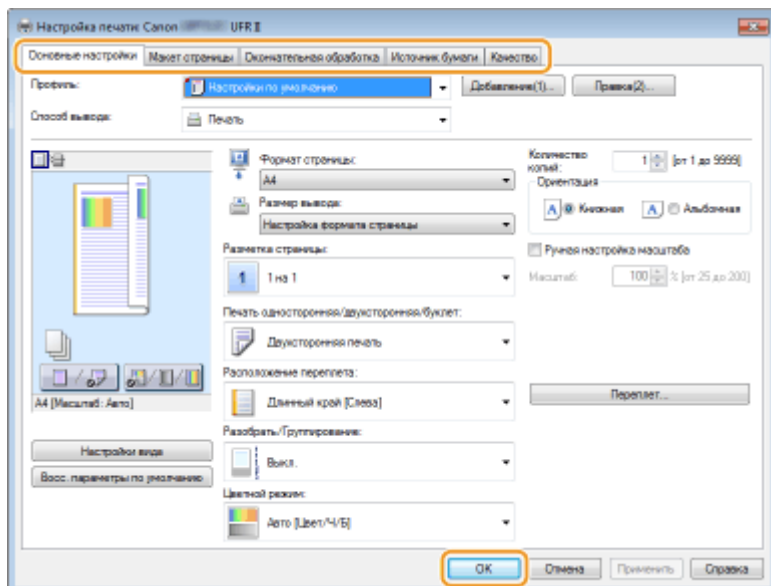 Настройка печати: Canon UFR II
Основные настройки Макет страницы Окончательная обработка Источник бумаги Качество
Профиль: Настройки по умолчанию Добавление(1)... Правка(2)...
Способ вывода: Печать
Формат страницы:
A4
Размер вывода:
Настройка формата страницы
Количество копий: 1 [от 1 до 9999]
Ориентация
A Книжная A Альбомная
Разметка страницы:
1 1 на 1
Ручная настройка масштаба
Масштаб: 100 % [от 25 до 200]
Печать односторонняя/двухсторонняя/буклет:
Двухсторонняя печать
Расположение переплета:
Длинный край [Слева]
Переплет...
A4 [Масштаб: Авто]
Разобрать/Группирование:
Выкл.
Настройки вида
Восс. параметры по умолчанию
Цветной режим:
Авто [Цвет/Ч/Б]
OK Отмена Применить Справка